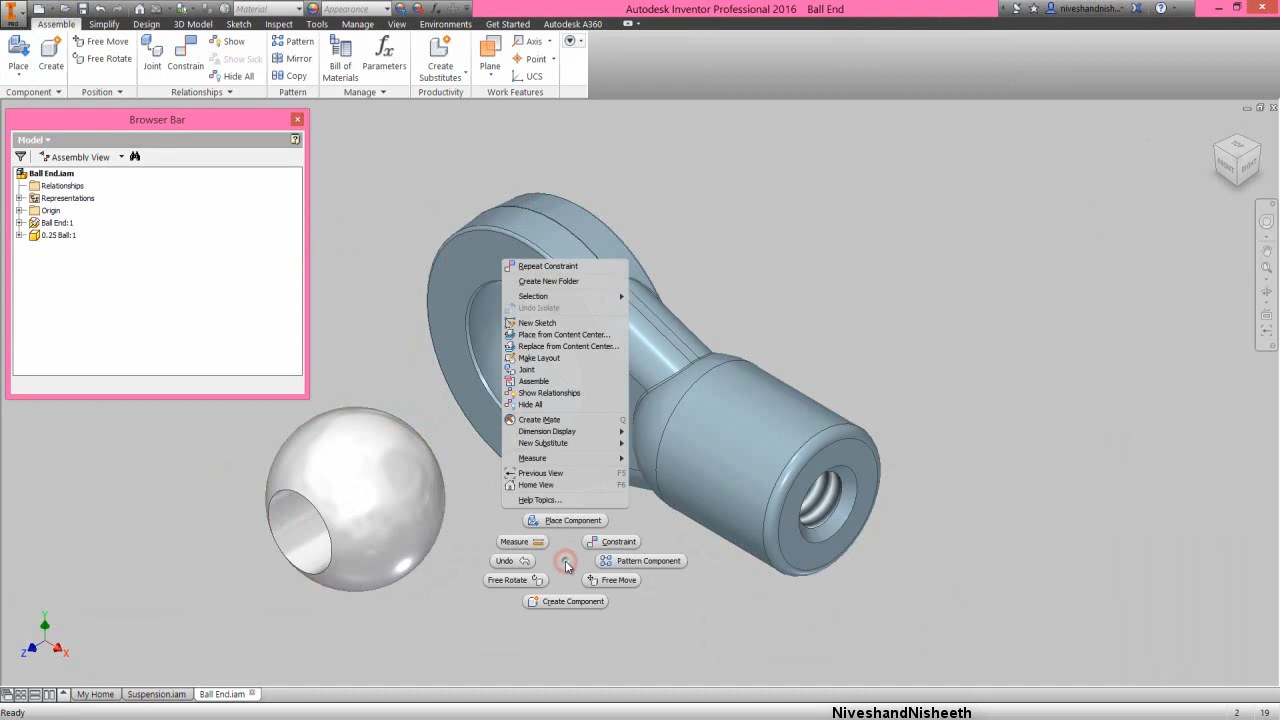 Material
Appearance
Autodesk Inventor Professional 2016 Ball End
niveshandnish...
PRO
Assemble Simplify Design 3D Model Sketch Inspect Tools Manage View Environments Get Started Autodesk A360
Place Create Free Move Free Rotate Joint Constrain Show Show Sick Hide All Pattern Mirror Copy Bill of Materials Parameters Create Substitutes Plane Axis Point UCS
Component Position Relationships Pattern Manage Productivity Work Features
Browser Bar
Model
Assembly View
Ball End.iam
Relationships
Representations
Origin
Ball End:1
0.25 Ball:1
TOP
FRONT RIGHT
Repeat Constraint
Create New Folder
Selection
Undo Isolate
New Sketch
Place from Content Center...
Replace from Content Center...
Make Layout
Joint
Assemble
Show Relationships
Hide All
Create iMate Q
Dimension Display
New Substitute
Measure
Previous View F5
Home View F6
Help Topics...
Place Component
Measure Constraint
Undo Pattern Component
Free Rotate Free Move
Create Component
Y
Z X
My Home Suspension.iam Ball End.iam
Ready NiveshandNisheeth 2 19